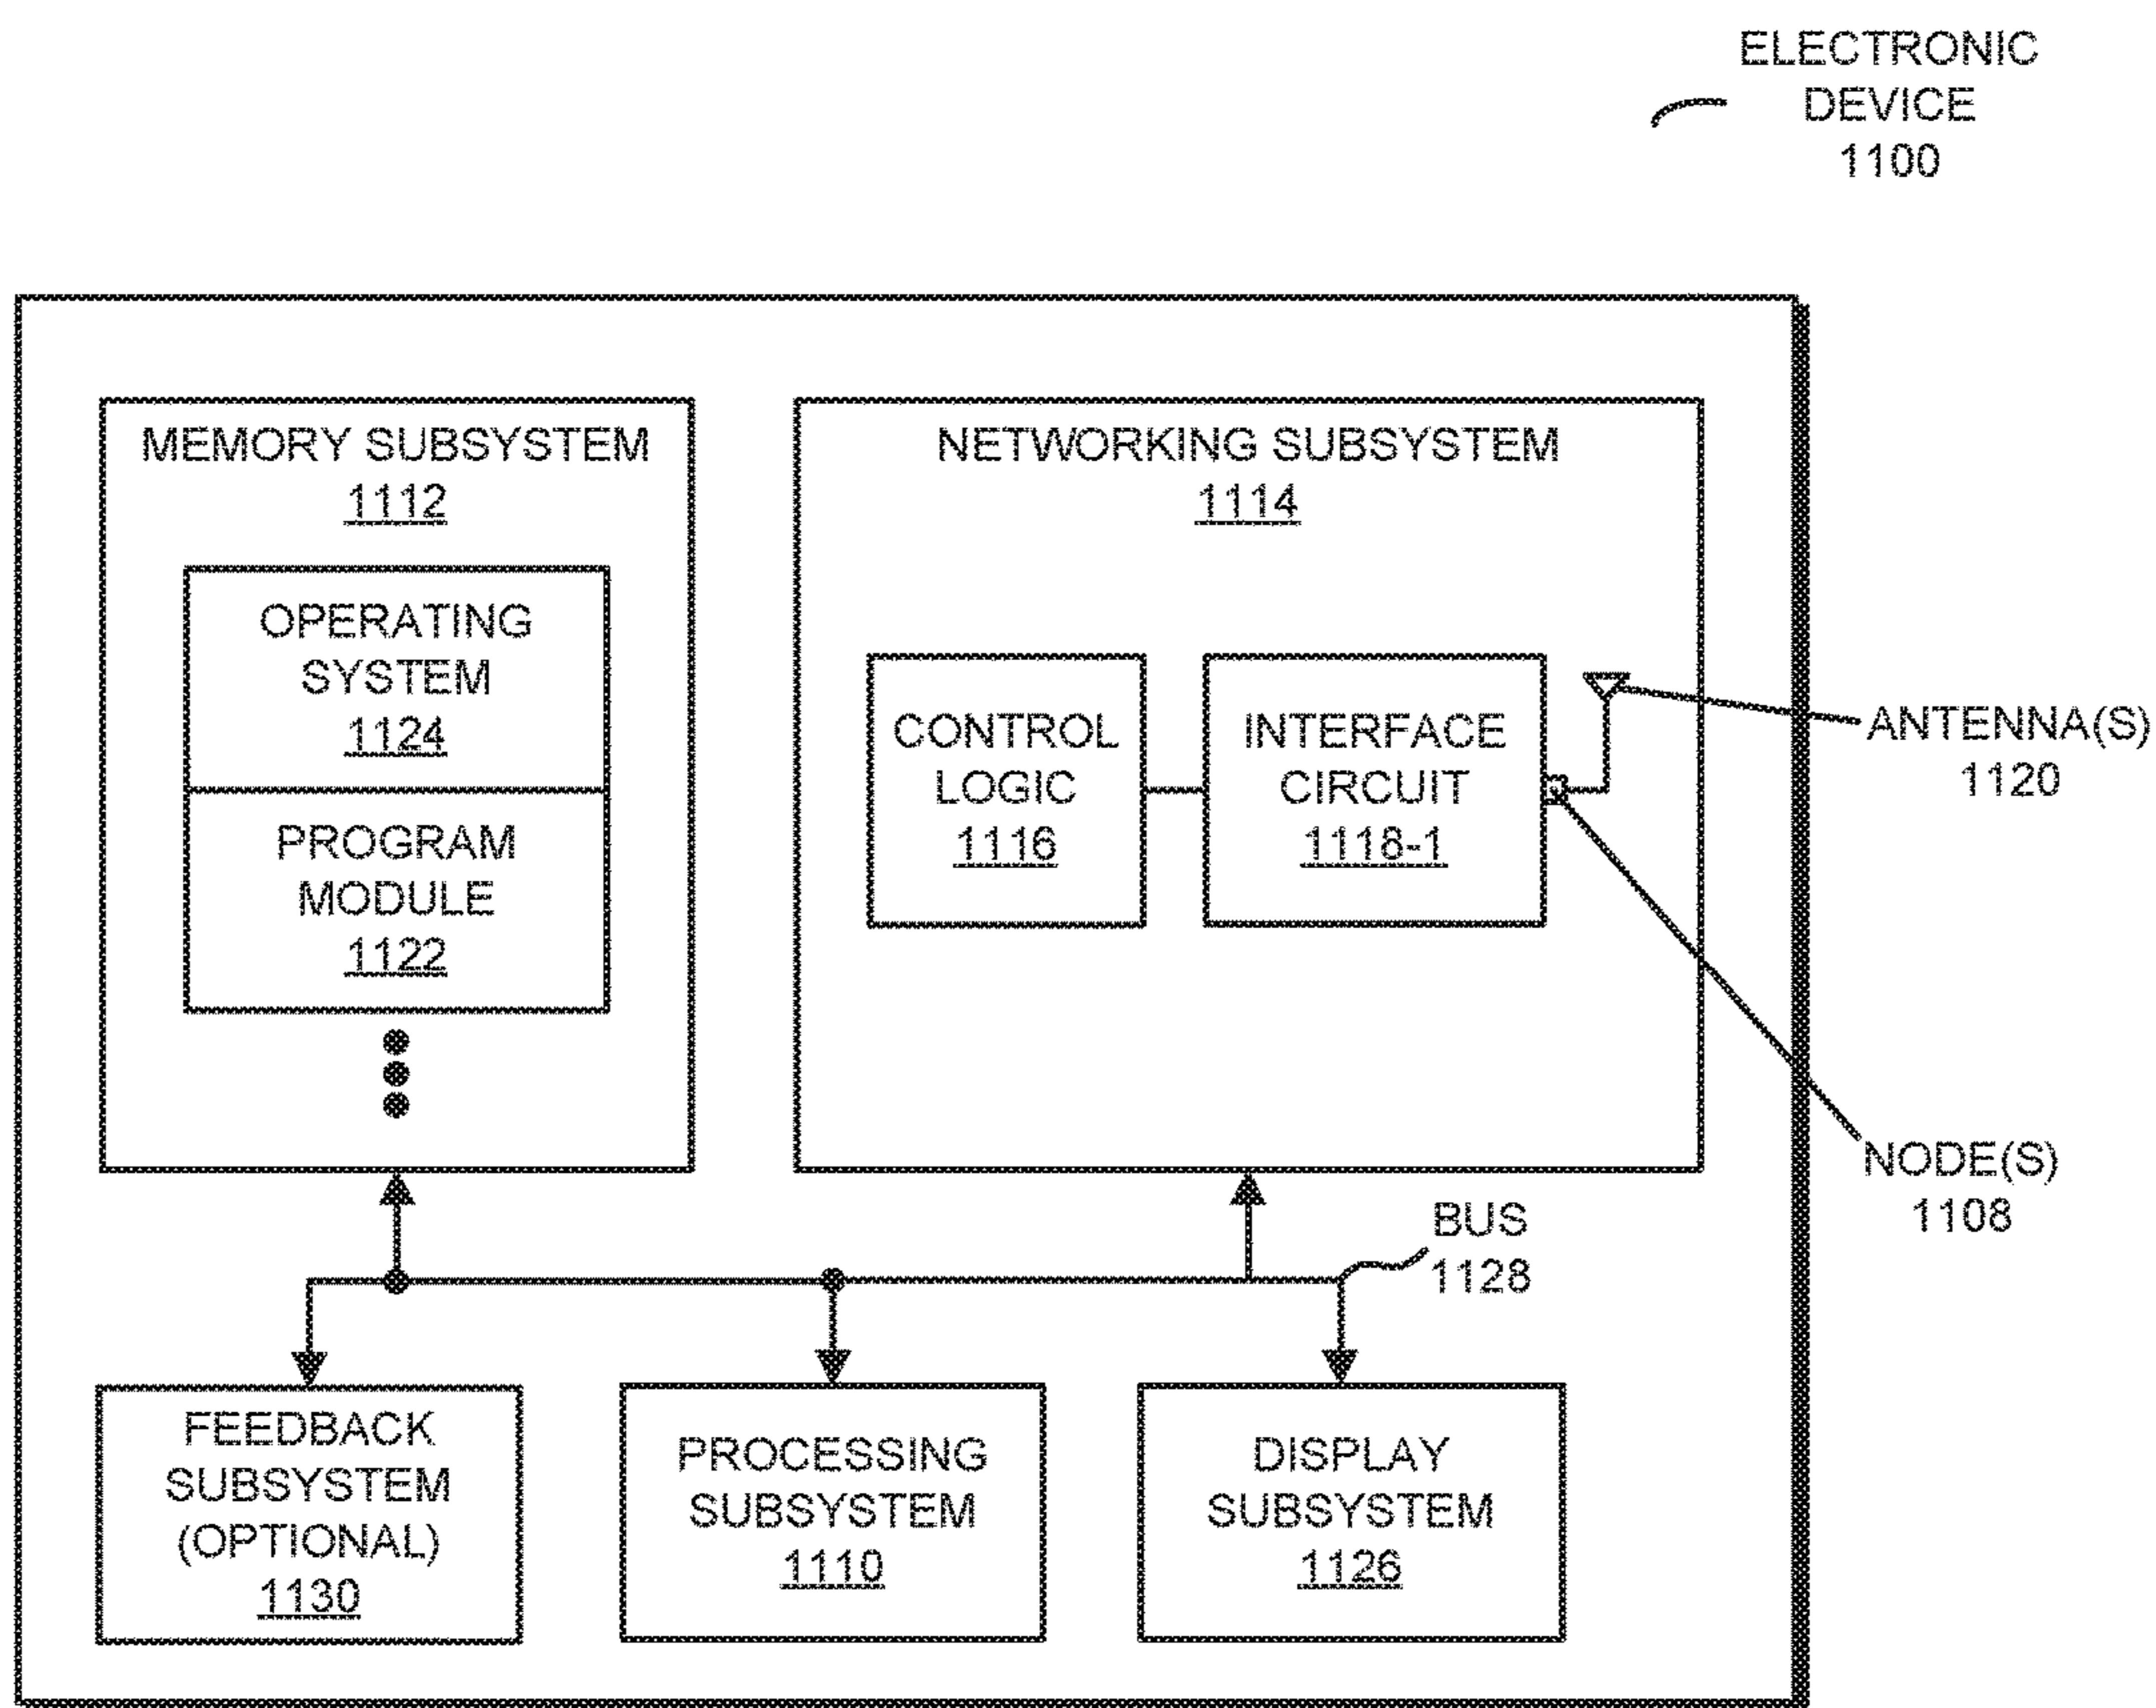 ELECTRONIC
DEVICE
1100
MEMORY SUBSYSTEM
1112
OPERATING
SYSTEM
1124
PROGRAM
MODULE
1122
NETWORKING SUBSYSTEM
1114
CONTROL
LOGIC
1116
INTERFACE
CIRCUIT
1118-1
ANTENNA(S)
1120
NODE(S)
1108
BUS
1128
FEEDBACK
SUBSYSTEM
(OPTIONAL)
1130
PROCESSING
SUBSYSTEM
1110
DISPLAY
SUBSYSTEM
1126